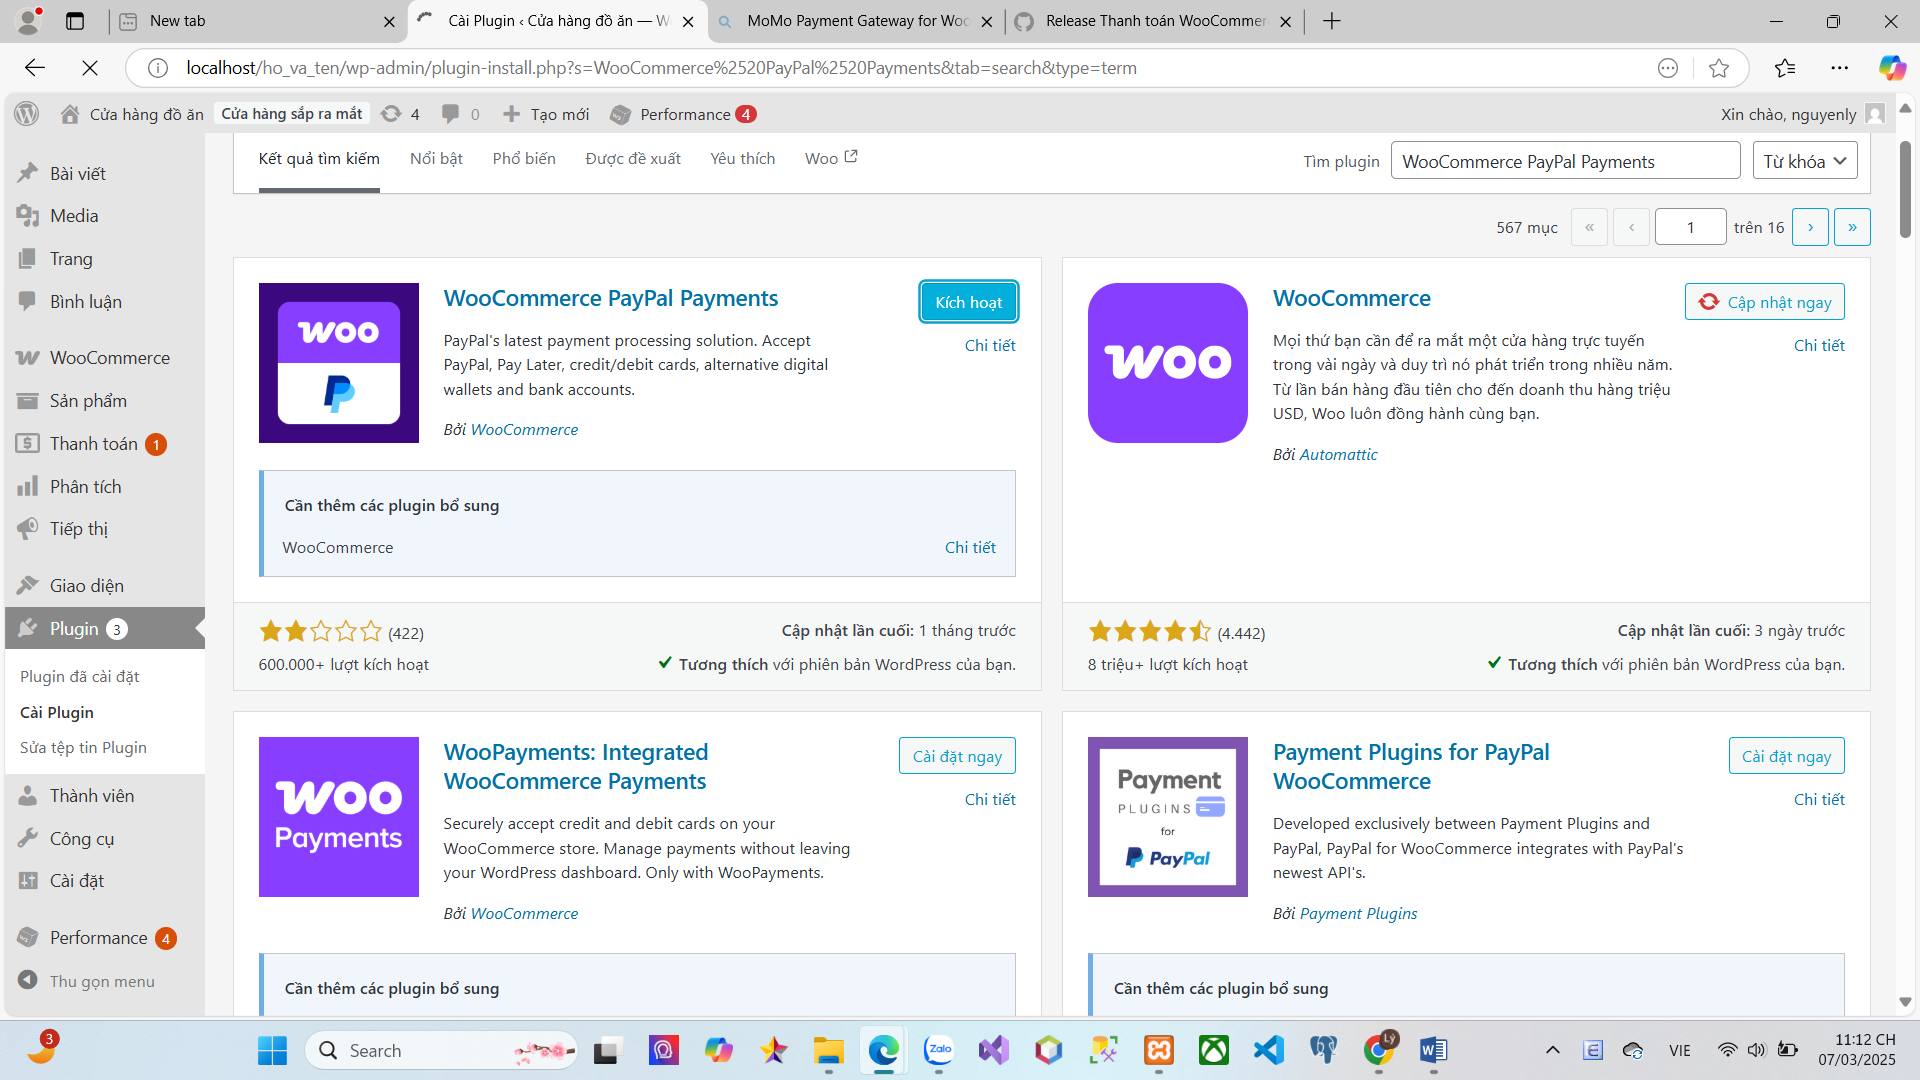 New tab
Cài Plugin ‹ Cửa hàng đồ ăn — W
MoMo Payment Gateway for Woo
Release Thanh toán WooCommer
localhost/ho_va_ten/wp-admin/plugin-install.php?s=WooCommerce%2520PayPal%2520Payments&tab=search&type=term
Cửa hàng đồ ăn
Cửa hàng sắp ra mắt
4
0
Tạo mới
Performance 4
Xin chào, nguyenly
Bài viết
Media
Trang
Bình luận
WooCommerce
Sản phẩm
Thanh toán 1
Phân tích
Tiếp thị
Giao diện
Plugin 3
Plugin đã cài đặt
Cài Plugin
Sửa tệp tin Plugin
Thành viên
Công cụ
Cài đặt
Performance 4
Thu gọn menu
Kết quả tìm kiếm
Nổi bật
Phổ biến
Được đề xuất
Yêu thích
Woo
Tìm plugin
WooCommerce PayPal Payments
Từ khóa
567 mục
«
‹
1
trên 16
›
»
woo
WooCommerce PayPal Payments
Kích hoạt
Chi tiết
PayPal's latest payment processing solution. Accept
PayPal, Pay Later, credit/debit cards, alternative digital
wallets and bank accounts.
Bởi WooCommerce
Cần thêm các plugin bổ sung
WooCommerce
Chi tiết
(422)
600.000+ lượt kích hoạt
Cập nhật lần cuối: 1 tháng trước
Tương thích với phiên bản WordPress của bạn.
woo
WooCommerce
Cập nhật ngay
Chi tiết
Mọi thứ bạn cần để ra mắt một cửa hàng trực tuyến
trong vài ngày và duy trì nó phát triển trong nhiều năm.
Từ lần bán hàng đầu tiên cho đến doanh thu hàng triệu
USD, Woo luôn đồng hành cùng bạn.
Bởi Automattic
(4.442)
8 triệu+ lượt kích hoạt
Cập nhật lần cuối: 3 ngày trước
Tương thích với phiên bản WordPress của bạn.
woo
Payments
WooPayments: Integrated
WooCommerce Payments
Cài đặt ngay
Chi tiết
Securely accept credit and debit cards on your
WooCommerce store. Manage payments without leaving
your WordPress dashboard. Only with WooPayments.
Bởi WooCommerce
Cần thêm các plugin bổ sung
Payment
PLUGINS
for
PayPal
Payment Plugins for PayPal
WooCommerce
Cài đặt ngay
Chi tiết
Developed exclusively between Payment Plugins and
PayPal, PayPal for WooCommerce integrates with PayPal's
newest API's.
Bởi Payment Plugins
Cần thêm các plugin bổ sung
3
Search
Zalo
Lý
VIE
11:12 CH
07/03/2025